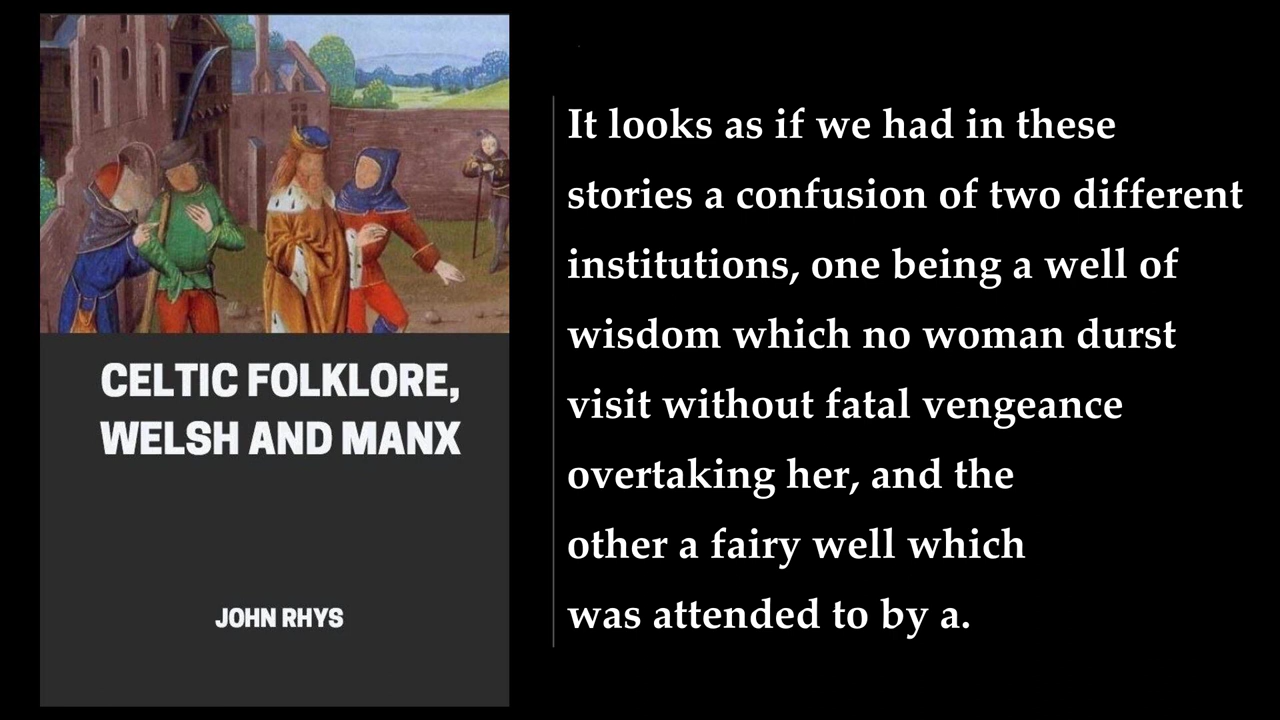 CELTIC FOLKLORE,
WELSH AND MANX
JOHN RHYS
It looks as if we had in these
stories a confusion of two different
institutions, one being a well of
wisdom which no woman durst
visit without fatal vengeance
overtaking her, and the
other a fairy well which
was attended to by a.